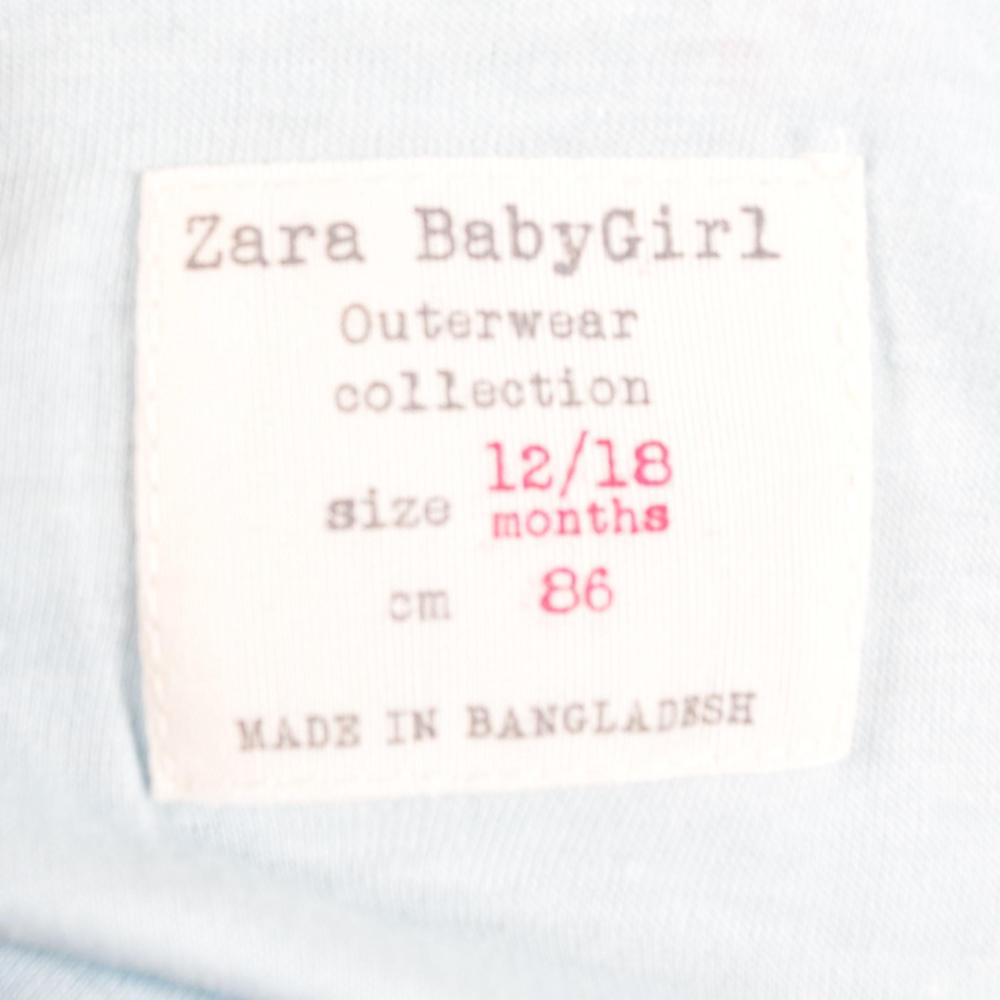 Zara BabyGirl
Outerwear
collection
size 12/18
months
cm 86
MADE IN BANGLADESH